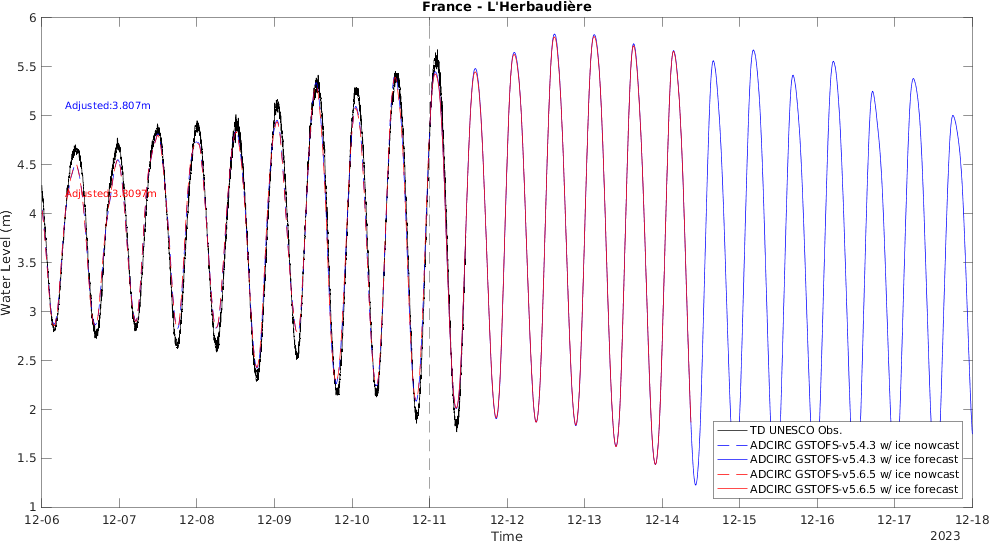 France - L'Herbaudière
6
5.5
5
4.5
4
3.5
3
2.5
2
1.5
1
Water Level (m)
Adjusted:3.807m
Adjusted:3.8097m
TD UNESCO Obs.
ADCIRC GSTOFS-v5.4.3 w/ ice nowcast
ADCIRC GSTOFS-v5.4.3 w/ ice forecast
ADCIRC GSTOFS-v5.6.5 w/ ice nowcast
ADCIRC GSTOFS-v5.6.5 w/ ice forecast
12-06 12-07 12-08 12-09 12-10 12-11 12-12 12-13 12-14 12-15 12-16 12-17 12-18
Time
2023